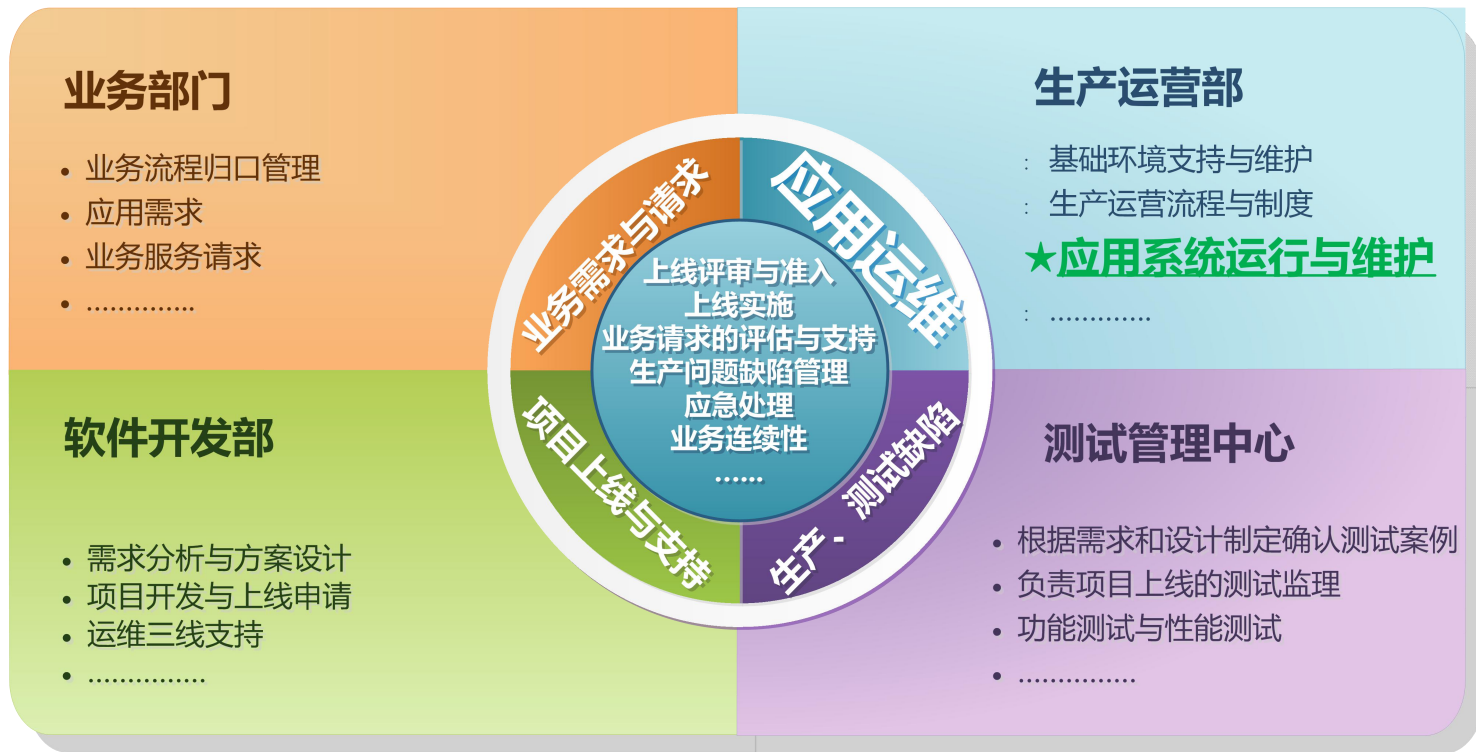 业务部门
• 业务流程归口管理
• 应用需求
• 业务服务请求
• ..............
生产运营部
: 基础环境支持与维护
: 生产运营流程与制度
★应用系统运行与维护
: .............
业务需求与请求
应用运维
上线评审与准入
上线实施
业务请求的评估与支持
生产问题缺陷管理
应急处理
业务连续性
......
项目上线与支持
生产、测试缺陷
软件开发部
• 需求分析与方案设计
• 项目开发与上线申请
• 运维三线支持
• ...............
测试管理中心
• 根据需求和设计制定确认测试案例
• 负责项目上线的测试监理
• 功能测试与性能测试
• ...............